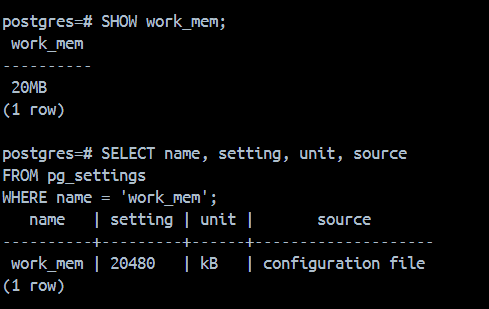 postgres=# SHOW work_mem;
 work_mem
----------
 20MB
(1 row)

postgres=# SELECT name, setting, unit, source
FROM pg_settings
WHERE name = 'work_mem';
   name   | setting | unit |       source
----------+---------+------+--------------------
 work_mem | 20480   | kB   | configuration file
(1 row)